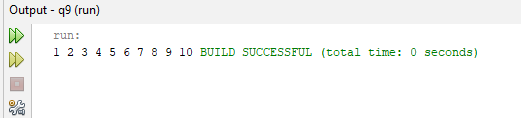 Output - q9 (run)
run:
1 2 3 4 5 6 7 8 9 10 BUILD SUCCESSFUL (total time: 0 seconds)